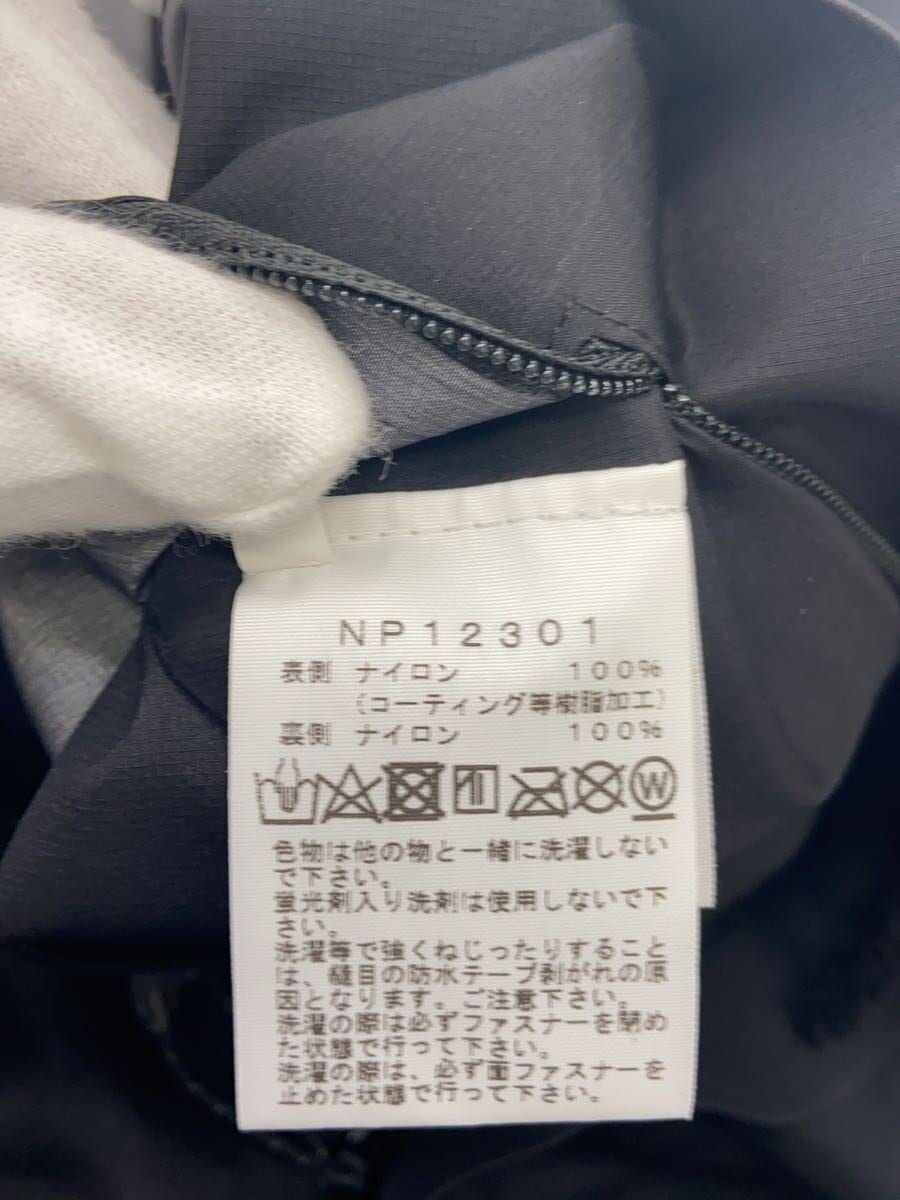 NP12301
表側 ナイロン 100%
(コーティング等樹脂加工)
裏側 ナイロン 100%
W
色物は他の物と一緒に洗濯しない
で下さい。
蛍光剤入り洗剤は使用しないで下
さい。
洗濯等で強くねじったりすること
は、縫目の防水テープ剥がれの原
因となります。ご注意下さい。
洗濯の際は必ずファスナーを閉め
た状態で行って下さい。
洗濯の際は、必ず面ファスナーを
止めた状態で行って下さい。